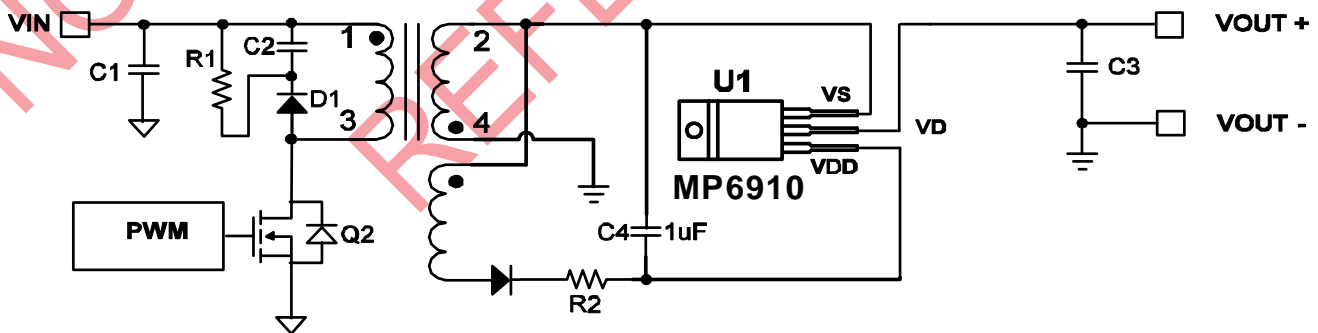 VIN
C1
R1
C2
D1
1
3
2
4
U1
VS
VD
VDD
MP6910
C3
VOUT +
VOUT -
PWM
Q2
C4
1uF
R2